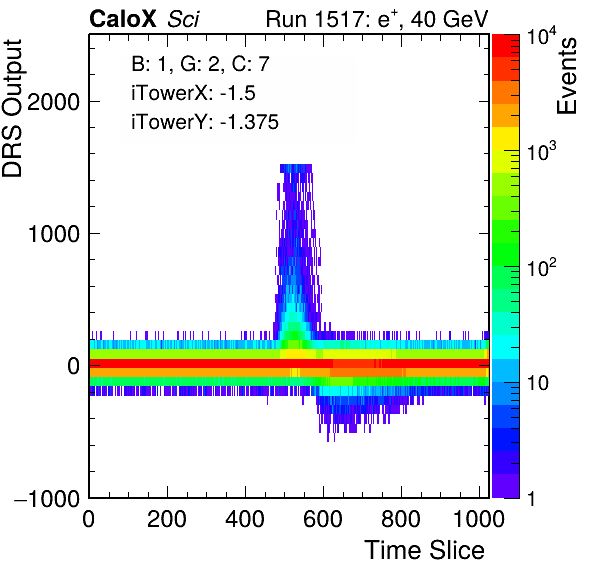 CaloX Sci Run 1517: e+, 40 GeV
B: 1, G: 2, C: 7
iTowerX: -1.5
iTowerY: -1.375
DRS Output
2000
1000
0
−1000
0 200 400 600 800 1000
Time Slice
Events
10^4
10^3
10^2
10
1